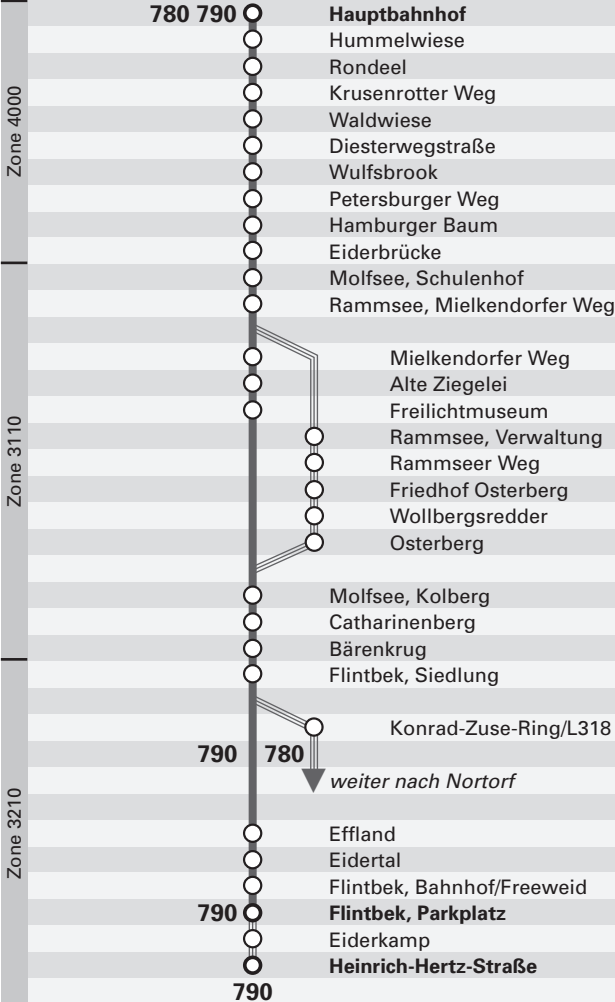 780 790 Hauptbahnhof
Hummelwiese
Rondeel
Krusenrotter Weg
Zone 4000
Waldwiese
Diesterwegstraße
Wulfsbrook
Petersburger Weg
Hamburger Baum
Eiderbrücke
Molfsee, Schulenhof
Rammsee, Mielkendorfer Weg
Mielkendorfer Weg
Alte Ziegelei
Freilichtmuseum
Zone 3110
Rammsee, Verwaltung
Rammseer Weg
Friedhof Osterberg
Wollbergsredder
Osterberg
Molfsee, Kolberg
Catharinenberg
Bärenkrug
Flintbek, Siedlung
Konrad-Zuse-Ring/L318
790 780
weiter nach Nortorf
Zone 3210
Effland
Eidertal
Flintbek, Bahnhof/Freeweid
790 Flintbek, Parkplatz
Eiderkamp
Heinrich-Hertz-Straße
790